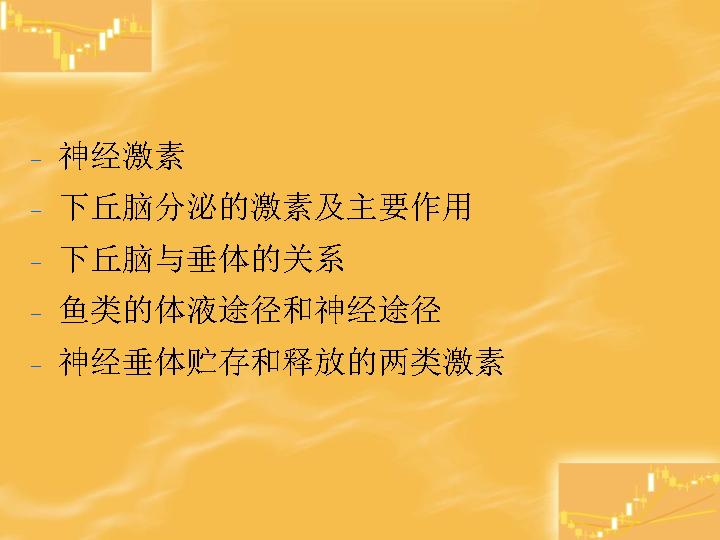 – 神经激素
– 下丘脑分泌的激素及主要作用
– 下丘脑与垂体的关系
– 鱼类的体液途径和神经途径
– 神经垂体贮存和释放的两类激素